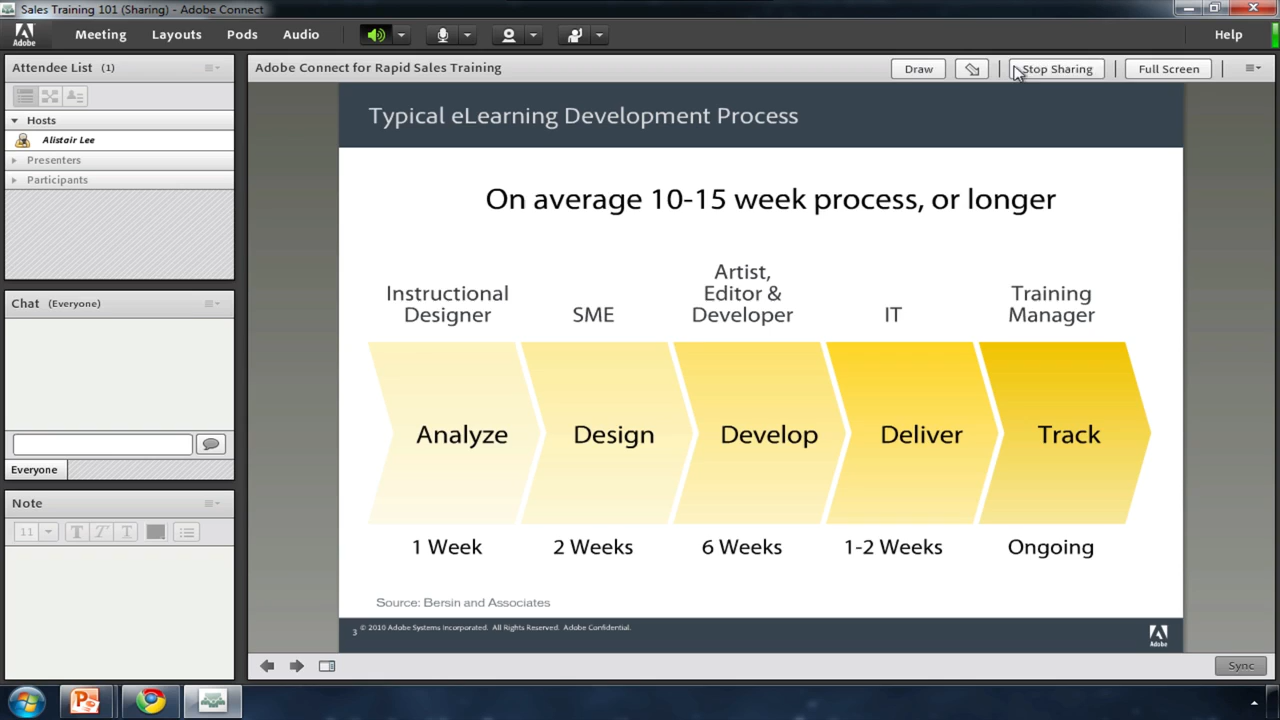 Sales Training 101 (Sharing) - Adobe Connect
Adobe
Meeting
Layouts
Pods
Audio
Help
Attendee List (1)
Hosts
Alistair Lee
Presenters
Participants
Chat (Everyone)
Everyone
Note
11
T T T
Adobe Connect for Rapid Sales Training
Draw
Stop Sharing
Full Screen
Typical eLearning Development Process
On average 10-15 week process, or longer
Instructional
Designer
SME
Artist,
Editor &
Developer
IT
Training
Manager
Analyze
Design
Develop
Deliver
Track
1 Week
2 Weeks
6 Weeks
1-2 Weeks
Ongoing
Source: Bersin and Associates
3 © 2010 Adobe Systems Incorporated. All Rights Reserved. Adobe Confidential.
Adobe
Sync